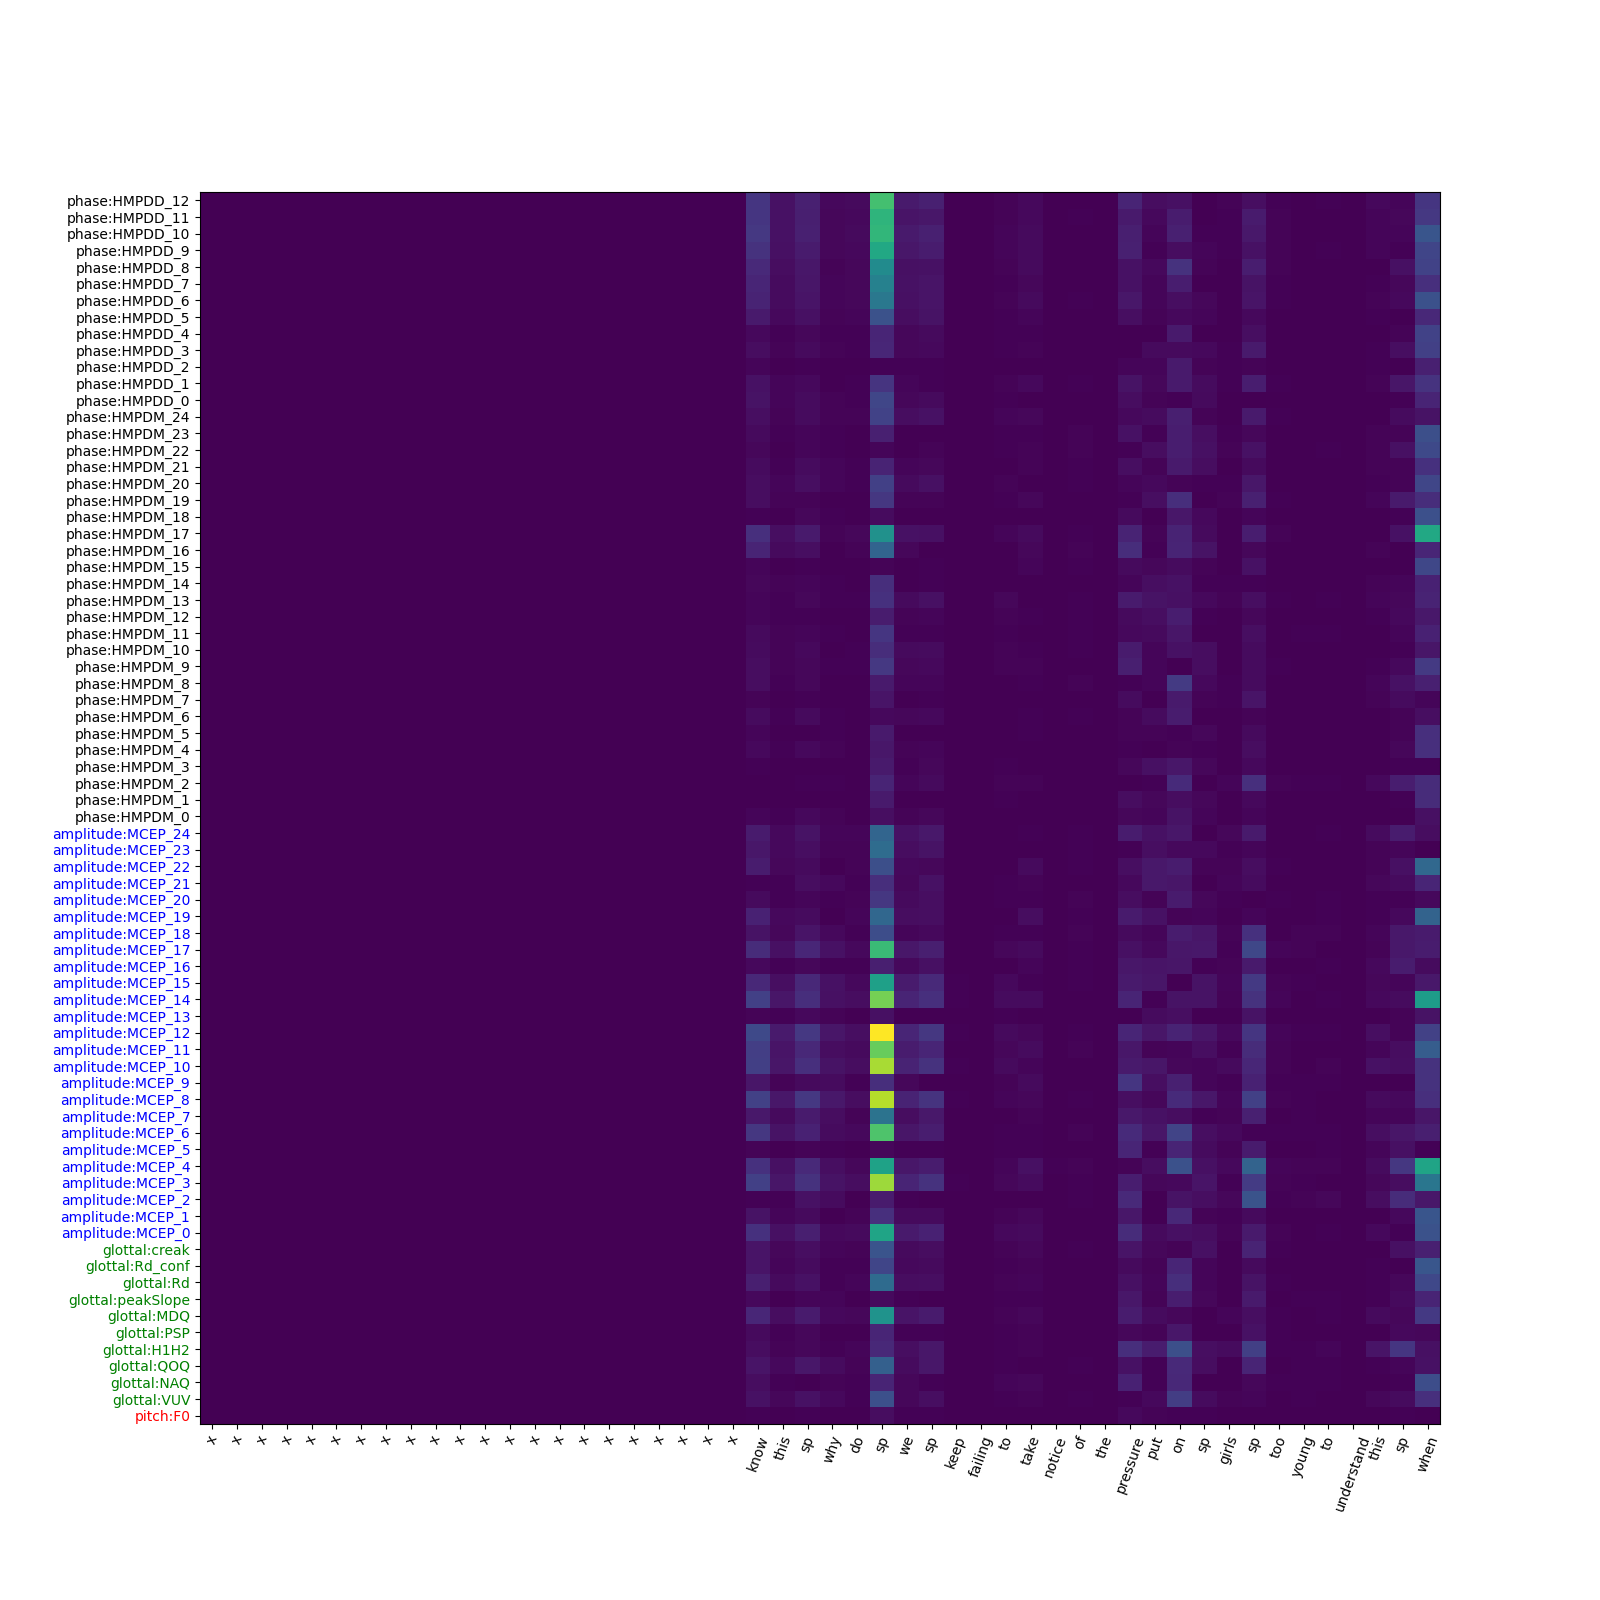 phase:HMPDD_12
phase:HMPDD_11
phase:HMPDD_10
phase:HMPDD_9
phase:HMPDD_8
phase:HMPDD_7
phase:HMPDD_6
phase:HMPDD_5
phase:HMPDD_4
phase:HMPDD_3
phase:HMPDD_2
phase:HMPDD_1
phase:HMPDD_0
phase:HMPDM_24
phase:HMPDM_23
phase:HMPDM_22
phase:HMPDM_21
phase:HMPDM_20
phase:HMPDM_19
phase:HMPDM_18
phase:HMPDM_17
phase:HMPDM_16
phase:HMPDM_15
phase:HMPDM_14
phase:HMPDM_13
phase:HMPDM_12
phase:HMPDM_11
phase:HMPDM_10
phase:HMPDM_9
phase:HMPDM_8
phase:HMPDM_7
phase:HMPDM_6
phase:HMPDM_5
phase:HMPDM_4
phase:HMPDM_3
phase:HMPDM_2
phase:HMPDM_1
phase:HMPDM_0
amplitude:MCEP_24
amplitude:MCEP_23
amplitude:MCEP_22
amplitude:MCEP_21
amplitude:MCEP_20
amplitude:MCEP_19
amplitude:MCEP_18
amplitude:MCEP_17
amplitude:MCEP_16
amplitude:MCEP_15
amplitude:MCEP_14
amplitude:MCEP_13
amplitude:MCEP_12
amplitude:MCEP_11
amplitude:MCEP_10
amplitude:MCEP_9
amplitude:MCEP_8
amplitude:MCEP_7
amplitude:MCEP_6
amplitude:MCEP_5
amplitude:MCEP_4
amplitude:MCEP_3
amplitude:MCEP_2
amplitude:MCEP_1
amplitude:MCEP_0
glottal:creak
glottal:Rd_conf
glottal:Rd
glottal:peakSlope
glottal:MDQ
glottal:PSP
glottal:H1H2
glottal:QOQ
glottal:NAQ
glottal:VUV
pitch:F0
x x x x x x x x x x x x x x x x x x x x x x know this sp why do sp we sp keep failing to take notice of the pressure put on sp girls sp too young to understand this sp when